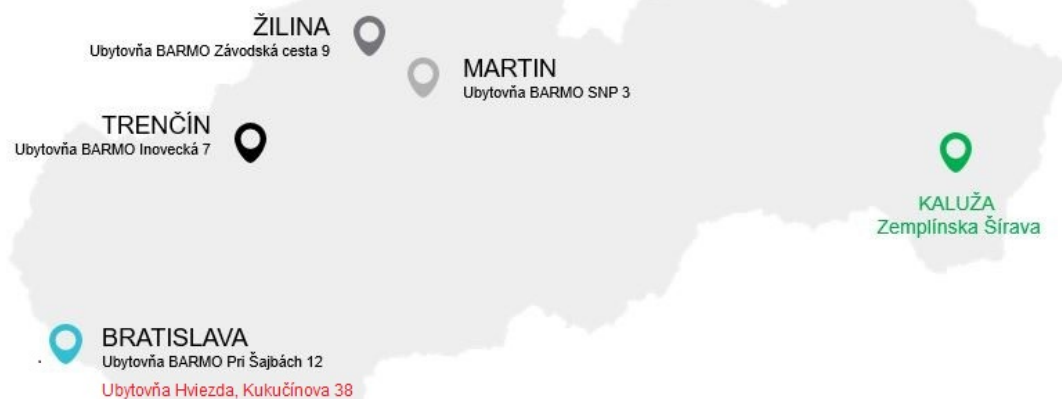 ŽILINA
Ubytovňa BARMO Závodská cesta 9
MARTIN
Ubytovňa BARMO SNP 3
TRENČÍN
Ubytovňa BARMO Inovecká 7
KALUŽA
Zemplínska Šírava
BRATISLAVA
Ubytovňa BARMO Pri Šajbách 12
Ubytovňa Hviezda, Kukučínova 38